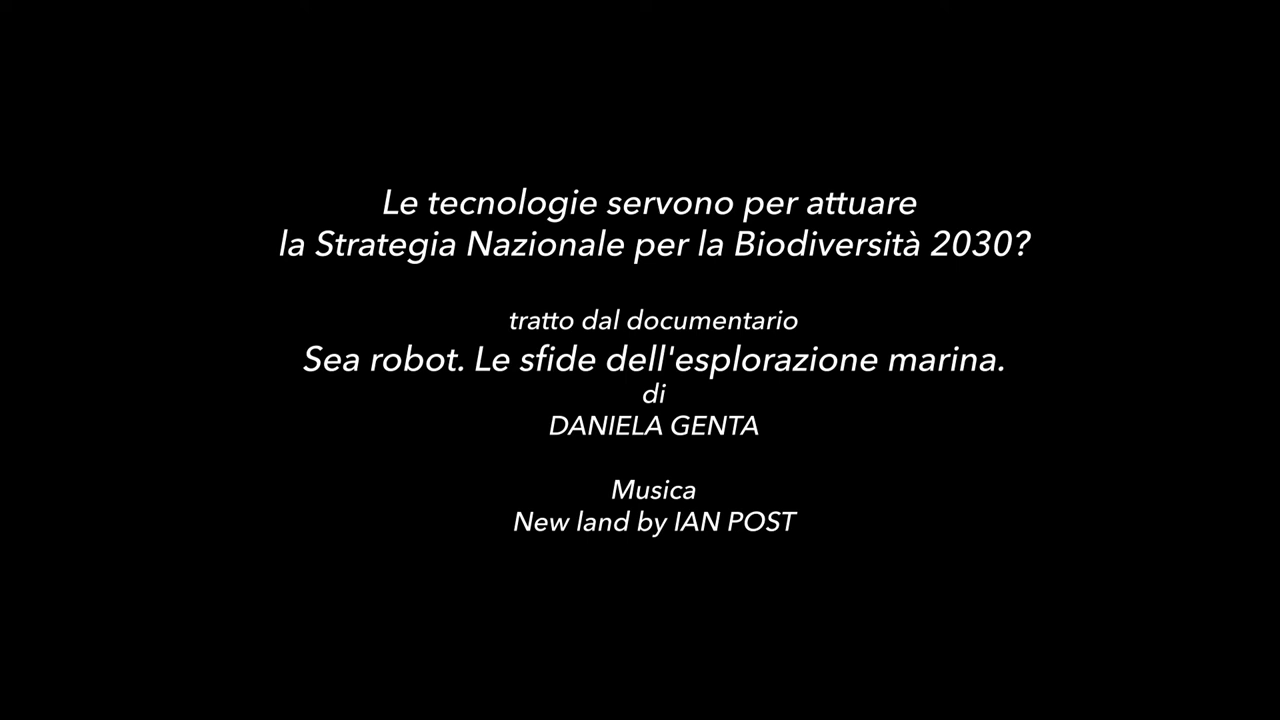 Le tecnologie servono per attuare
la Strategia Nazionale per la Biodiversità 2030?
tratto dal documentario
Sea robot. Le sfide dell'esplorazione marina.
di
DANIELA GENTA
Musica
New land by IAN POST